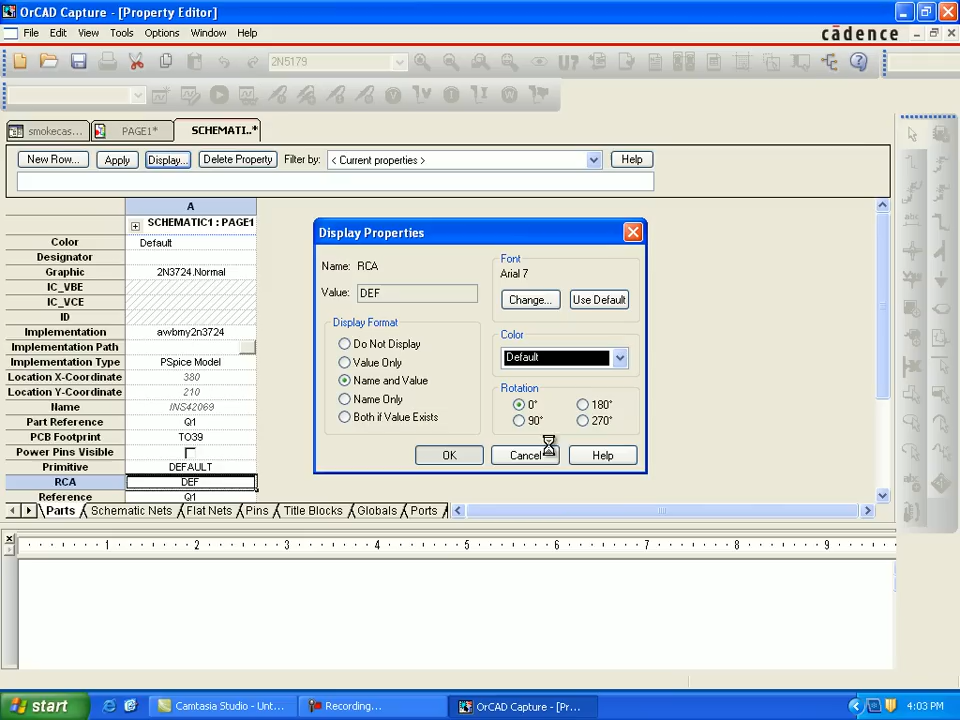 OrCAD Capture - [Property Editor]
File Edit View Tools Options Window Help
cādence
2N5179
U?
V I W
smokecas... PAGE1* SCHEMATI..*
New Row... Apply Display... Delete Property Filter by: < Current properties > Help
A
SCHEMATIC1 : PAGE1
Color Default
Designator
Graphic 2N3724.Normal
IC_VBE
IC_VCE
ID
Implementation awbmy2n3724
Implementation Path
Implementation Type PSpice Model
Location X-Coordinate 380
Location Y-Coordinate 210
Name INS42069
Part Reference Q1
PCB Footprint TO39
Power Pins Visible
Primitive DEFAULT
RCA DEF
Reference Q1
Display Properties
Name: RCA
Value: DEF
Display Format
Do Not Display
Value Only
Name and Value
Name Only
Both if Value Exists
Font
Arial 7
Change... Use Default
Color
Default
Rotation
0° 180°
90° 270°
OK Cancel Help
Parts Schematic Nets Flat Nets Pins Title Blocks Globals Ports
1 2 3 4 5 6 7 8 9
start Camtasia Studio - Unt... Recording... OrCAD Capture - [Pr... 4:03 PM